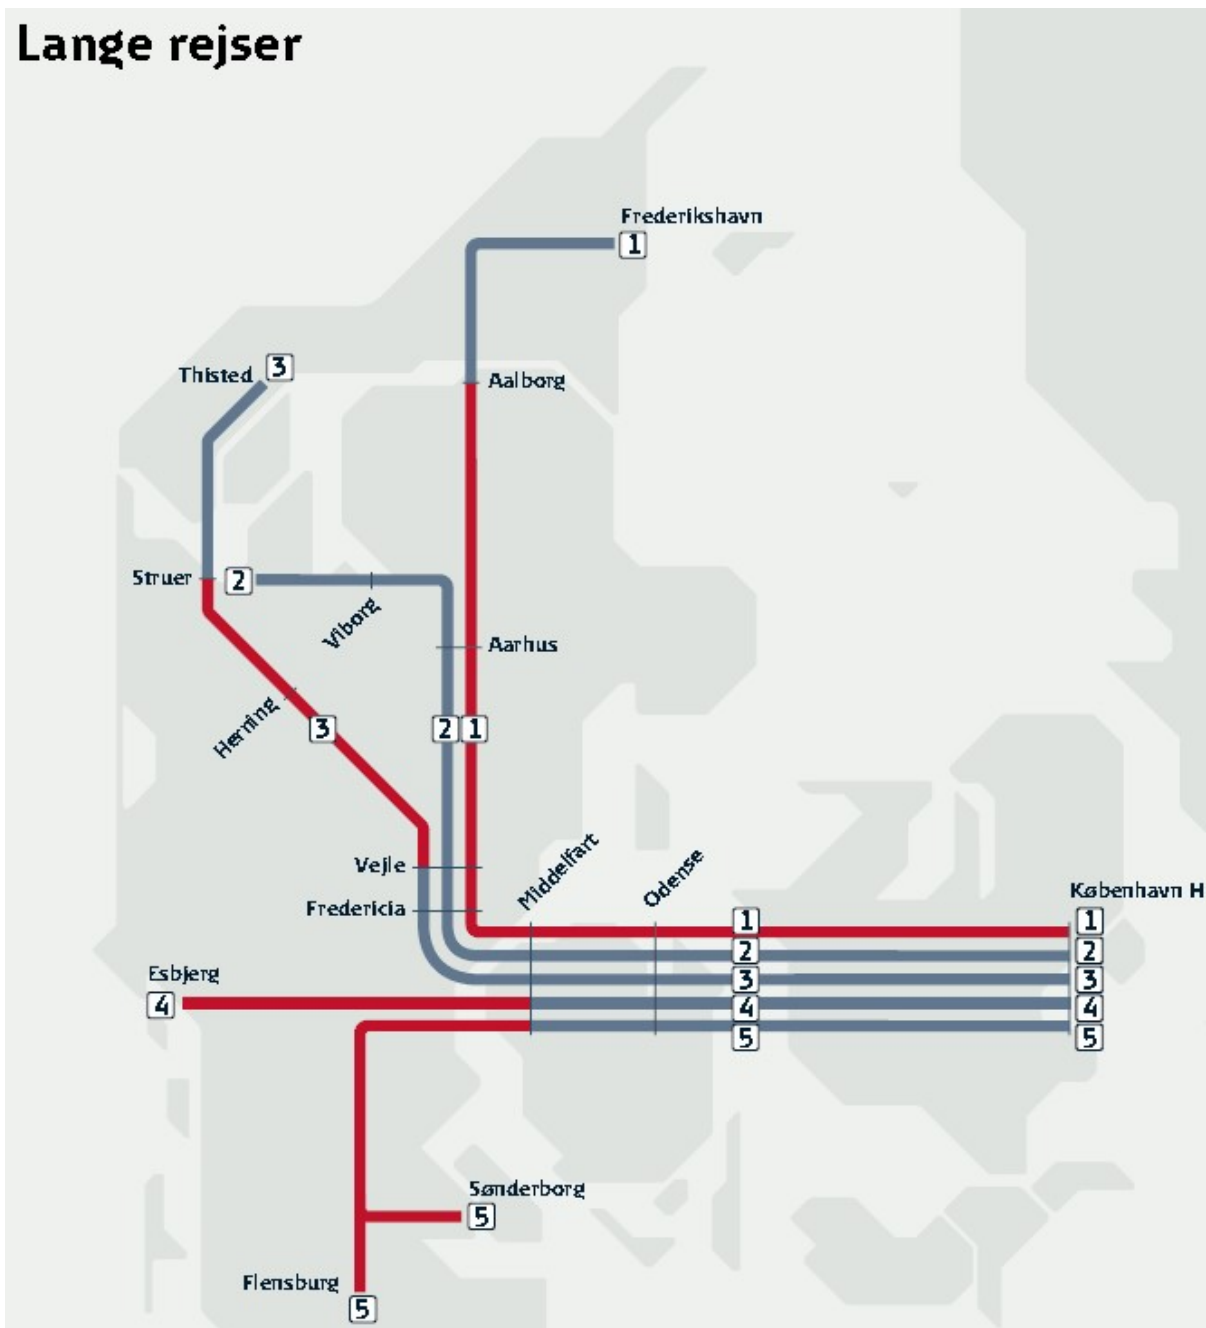 Lange rejser
Frederikshavn
1
Thisted
3
Aalborg
Struer
2
Viborg
Aarhus
Herning
3
2
1
Vejle
Fredericia
Middelfart
Odense
København H
1
1
2
2
3
3
4
4
5
5
Esbjerg
4
Sønderborg
5
Flensburg
5